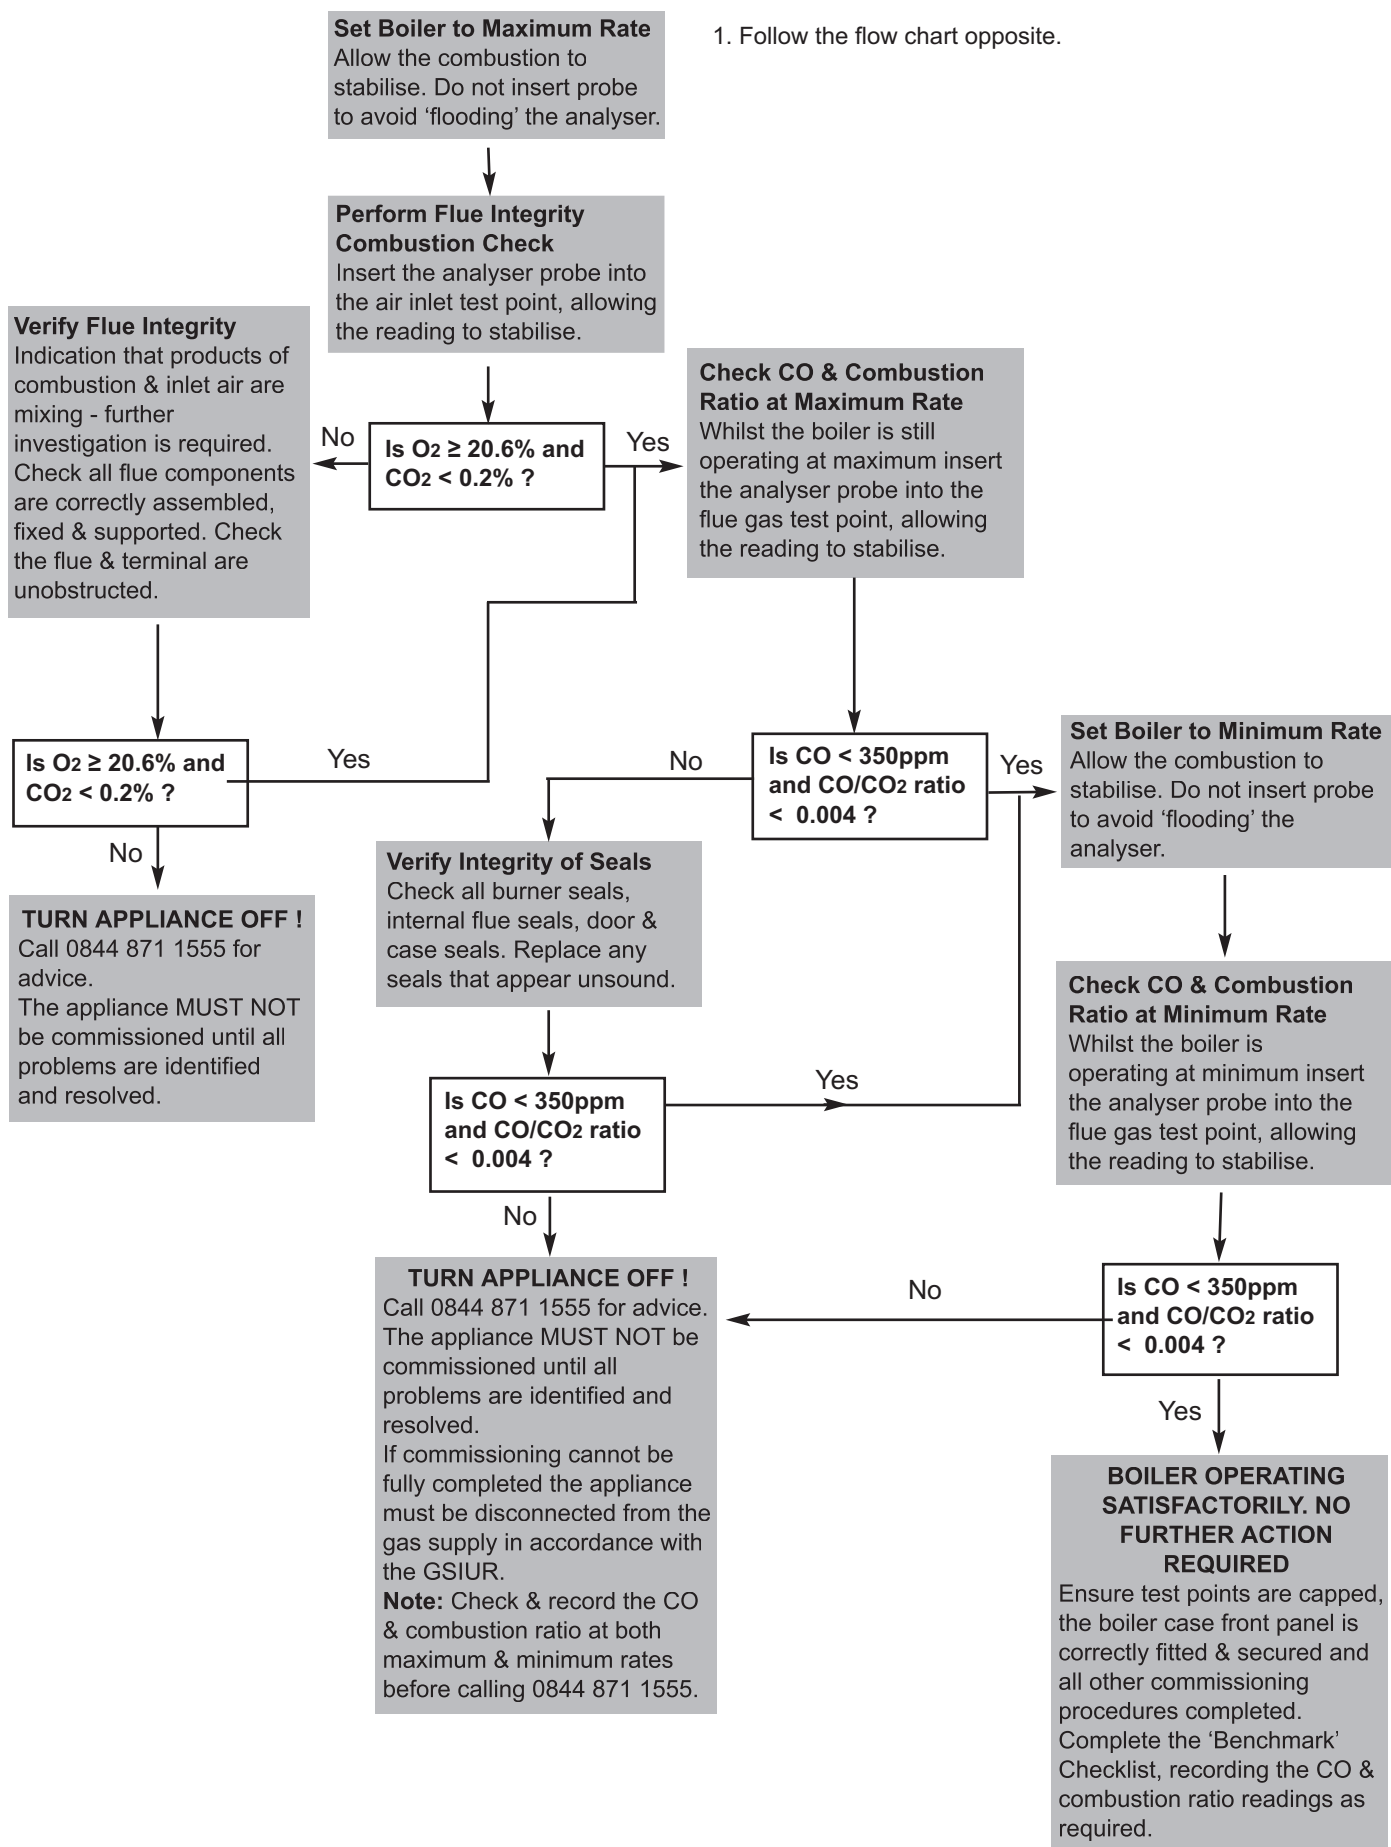 Set Boiler to Maximum Rate
Allow the combustion to
stabilise. Do not insert probe
to avoid ‘flooding’ the analyser.
1. Follow the flow chart opposite.
Perform Flue Integrity
Combustion Check
Insert the analyser probe into
the air inlet test point, allowing
the reading to stabilise.
Verify Flue Integrity
Indication that products of
combustion & inlet air are
mixing - further
investigation is required.
Check all flue components
are correctly assembled,
fixed & supported. Check
the flue & terminal are
unobstructed.
No
Is O2 ≥ 20.6% and
CO2 < 0.2% ?
Yes
Check CO & Combustion
Ratio at Maximum Rate
Whilst the boiler is still
operating at maximum insert
the analyser probe into the
flue gas test point, allowing
the reading to stabilise.
Is O2 ≥ 20.6% and
CO2 < 0.2% ?
Yes
No
TURN APPLIANCE OFF !
Call 0844 871 1555 for
advice.
The appliance MUST NOT
be commissioned until all
problems are identified
and resolved.
No
Is CO < 350ppm
and CO/CO2 ratio
< 0.004 ?
Yes
Set Boiler to Minimum Rate
Allow the combustion to
stabilise. Do not insert probe
to avoid ‘flooding’ the
analyser.
Verify Integrity of Seals
Check all burner seals,
internal flue seals, door &
case seals. Replace any
seals that appear unsound.
Is CO < 350ppm
and CO/CO2 ratio
< 0.004 ?
Yes
No
Check CO & Combustion
Ratio at Minimum Rate
Whilst the boiler is
operating at minimum insert
the analyser probe into the
flue gas test point, allowing
the reading to stabilise.
TURN APPLIANCE OFF !
Call 0844 871 1555 for advice.
The appliance MUST NOT be
commissioned until all
problems are identified and
resolved.
If commissioning cannot be
fully completed the appliance
must be disconnected from the
gas supply in accordance with
the GSIUR.
Note: Check & record the CO
& combustion ratio at both
maximum & minimum rates
before calling 0844 871 1555.
No
Is CO < 350ppm
and CO/CO2 ratio
< 0.004 ?
Yes
BOILER OPERATING
SATISFACTORILY. NO
FURTHER ACTION
REQUIRED
Ensure test points are capped,
the boiler case front panel is
correctly fitted & secured and
all other commissioning
procedures completed.
Complete the ‘Benchmark’
Checklist, recording the CO &
combustion ratio readings as
required.